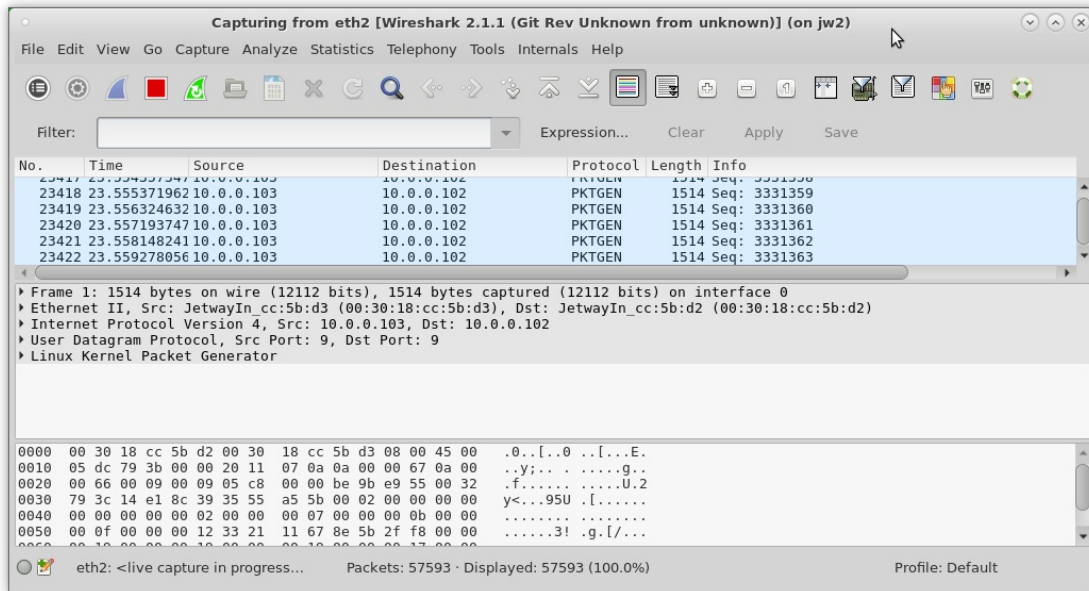 Capturing from eth2 [Wireshark 2.1.1 (Git Rev Unknown from unknown)] (on jw2)
File Edit View Go Capture Analyze Statistics Telephony Tools Internals Help
Filter: Expression... Clear Apply Save
No. Time Source Destination Protocol Length Info
23417 23.554357347 10.0.0.103 10.0.0.102 PKTGEN 1514 Seq: 3331358
23418 23.555371962 10.0.0.103 10.0.0.102 PKTGEN 1514 Seq: 3331359
23419 23.556324632 10.0.0.103 10.0.0.102 PKTGEN 1514 Seq: 3331360
23420 23.557193747 10.0.0.103 10.0.0.102 PKTGEN 1514 Seq: 3331361
23421 23.558148241 10.0.0.103 10.0.0.102 PKTGEN 1514 Seq: 3331362
23422 23.559278056 10.0.0.103 10.0.0.102 PKTGEN 1514 Seq: 3331363
Frame 1: 1514 bytes on wire (12112 bits), 1514 bytes captured (12112 bits) on interface 0
Ethernet II, Src: JetwayIn_cc:5b:d3 (00:30:18:cc:5b:d3), Dst: JetwayIn_cc:5b:d2 (00:30:18:cc:5b:d2)
Internet Protocol Version 4, Src: 10.0.0.103, Dst: 10.0.0.102
User Datagram Protocol, Src Port: 9, Dst Port: 9
Linux Kernel Packet Generator
0000 00 30 18 cc 5b d2 00 30 18 cc 5b d3 08 00 45 00 .0..[..0 ..[...E.
0010 05 dc 79 3b 00 00 20 11 07 0a 0a 00 00 67 0a 00 ..y;.. . .....g..
0020 00 66 00 09 00 09 05 c8 00 00 be 9b e9 55 00 32 .f...... .....U.2
0030 79 3c 14 e1 8c 39 35 55 a5 5b 00 02 00 00 00 00 y<...95U .[......
0040 00 00 00 00 02 00 00 00 07 00 00 00 0b 00 00 ........ ........
0050 00 0f 00 00 00 12 33 21 11 67 8e 5b 2f f8 00 00 ......3! .g.[/...
eth2: <live capture in progress... Packets: 57593 · Displayed: 57593 (100.0%) Profile: Default